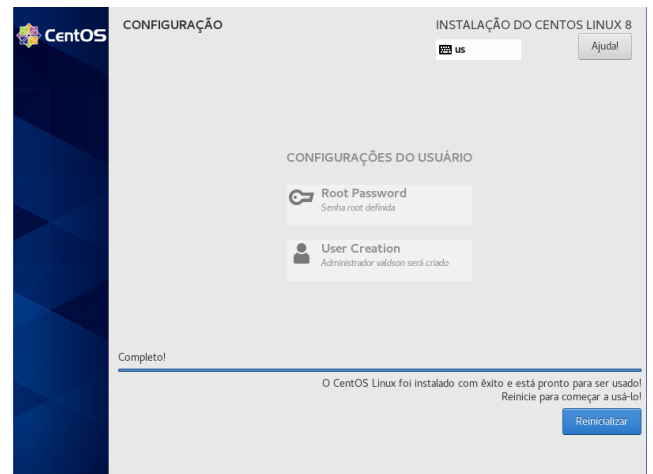 CentOS
CONFIGURAÇÃO
INSTALAÇÃO DO CENTOS LINUX 8
us
Ajuda!
CONFIGURAÇÕES DO USUÁRIO
Root Password
Senha root definida
User Creation
Administrador valdson será criado
Completo!
O CentOS Linux foi instalado com êxito e está pronto para ser usado!
Reinicie para começar a usá-lo!
Reinicializar